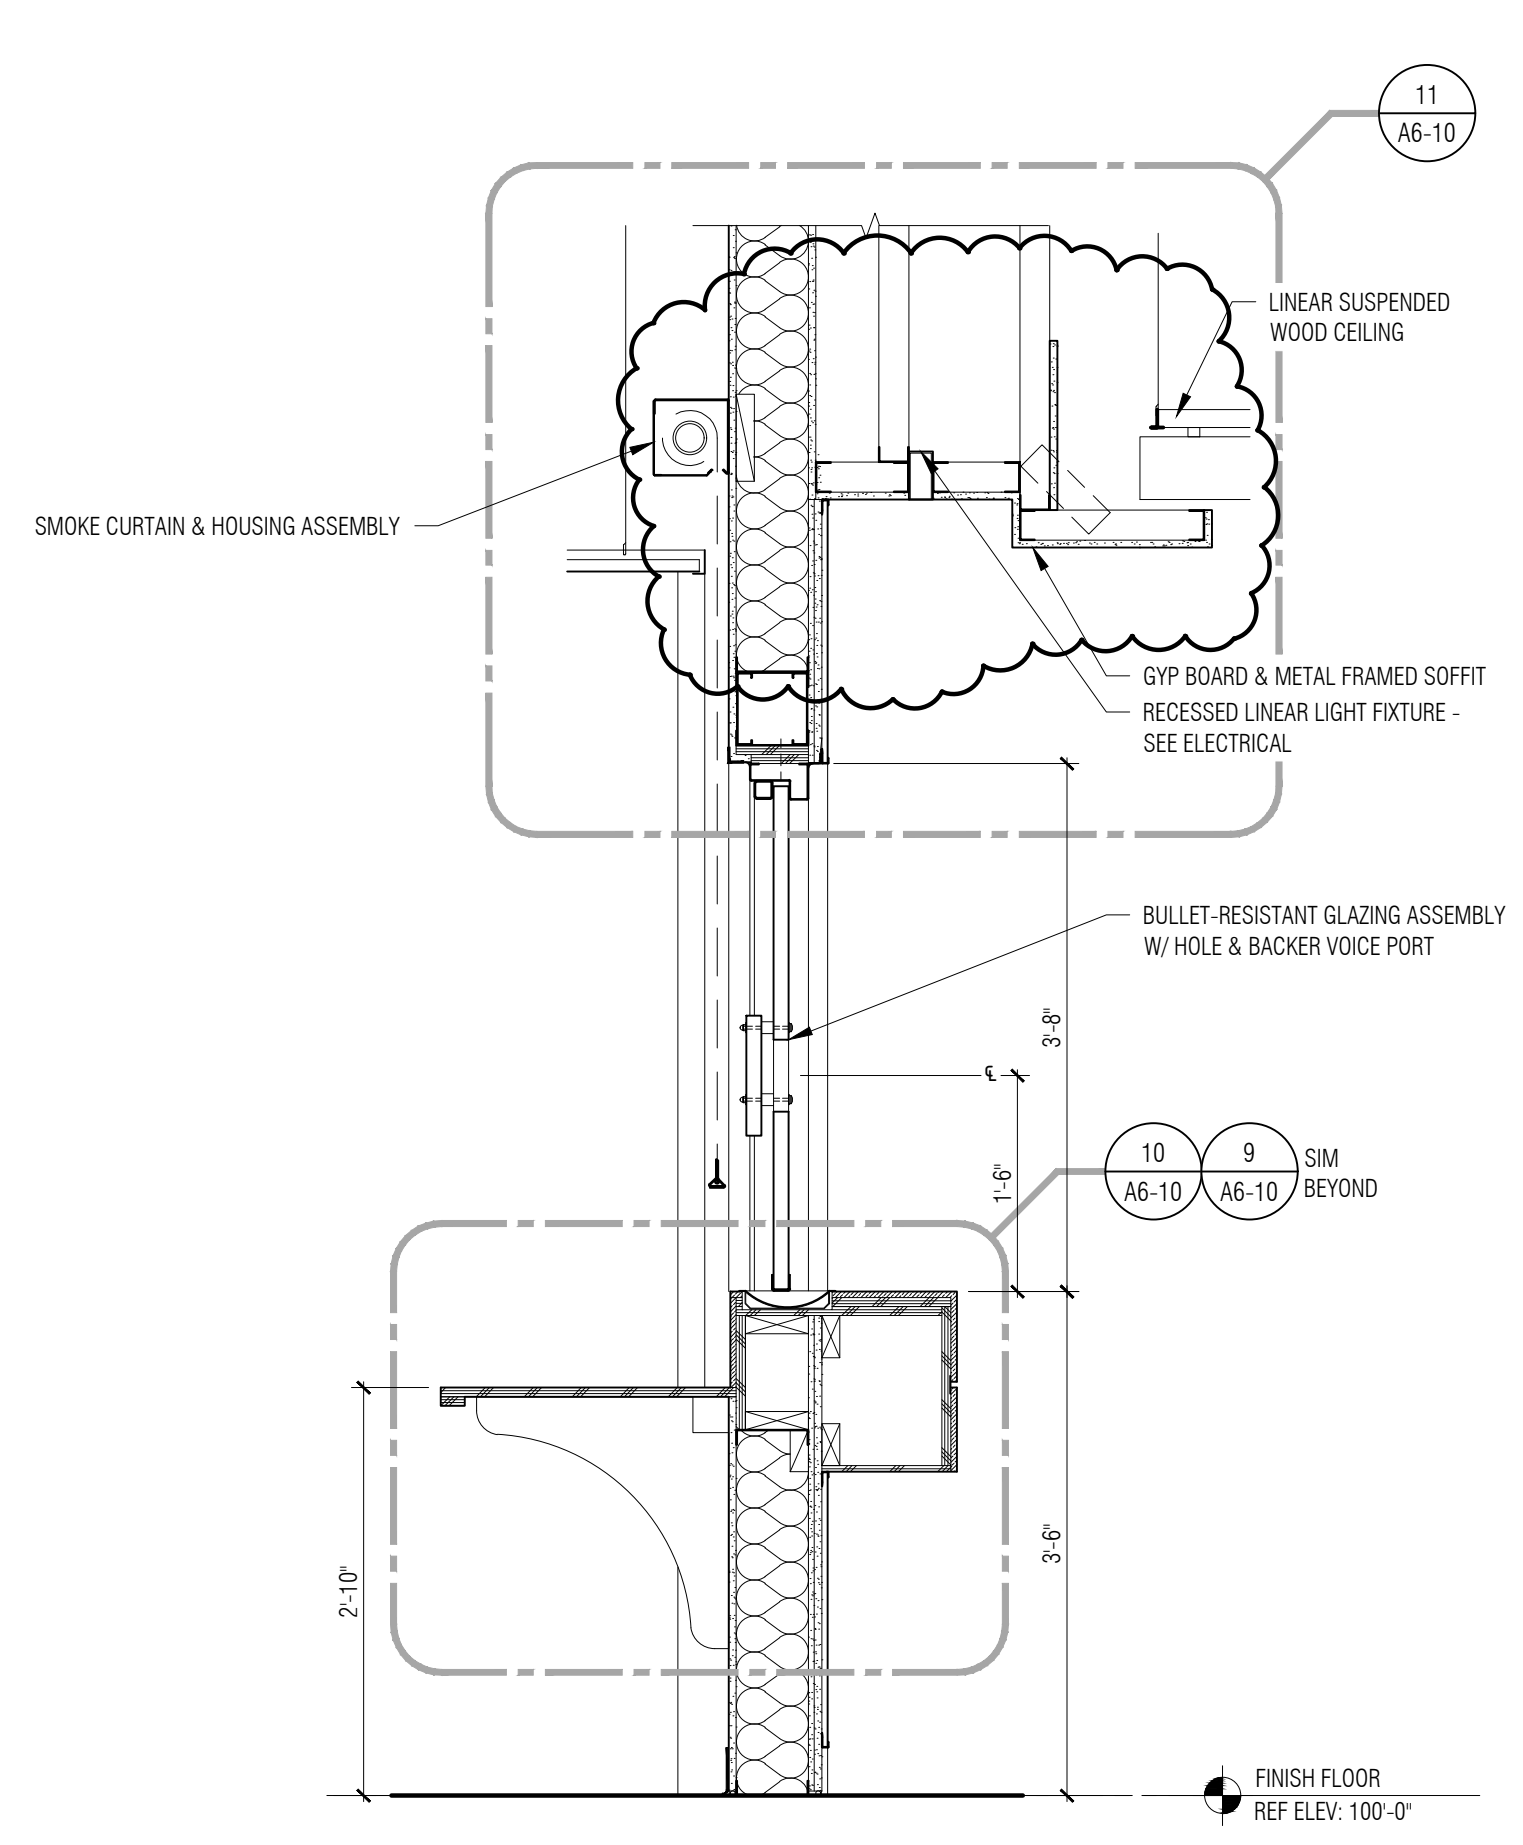 11
A6-10
LINEAR SUSPENDED
WOOD CEILING
SMOKE CURTAIN & HOUSING ASSEMBLY
GYP BOARD & METAL FRAMED SOFFIT
RECESSED LINEAR LIGHT FIXTURE -
SEE ELECTRICAL
BULLET-RESISTANT GLAZING ASSEMBLY
W/ HOLE & BACKER VOICE PORT
3'-8"
℄
1'-6"
10
A6-10
9
A6-10
SIM
BEYOND
3'-6"
2'-10"
FINISH FLOOR
REF ELEV: 100'-0"